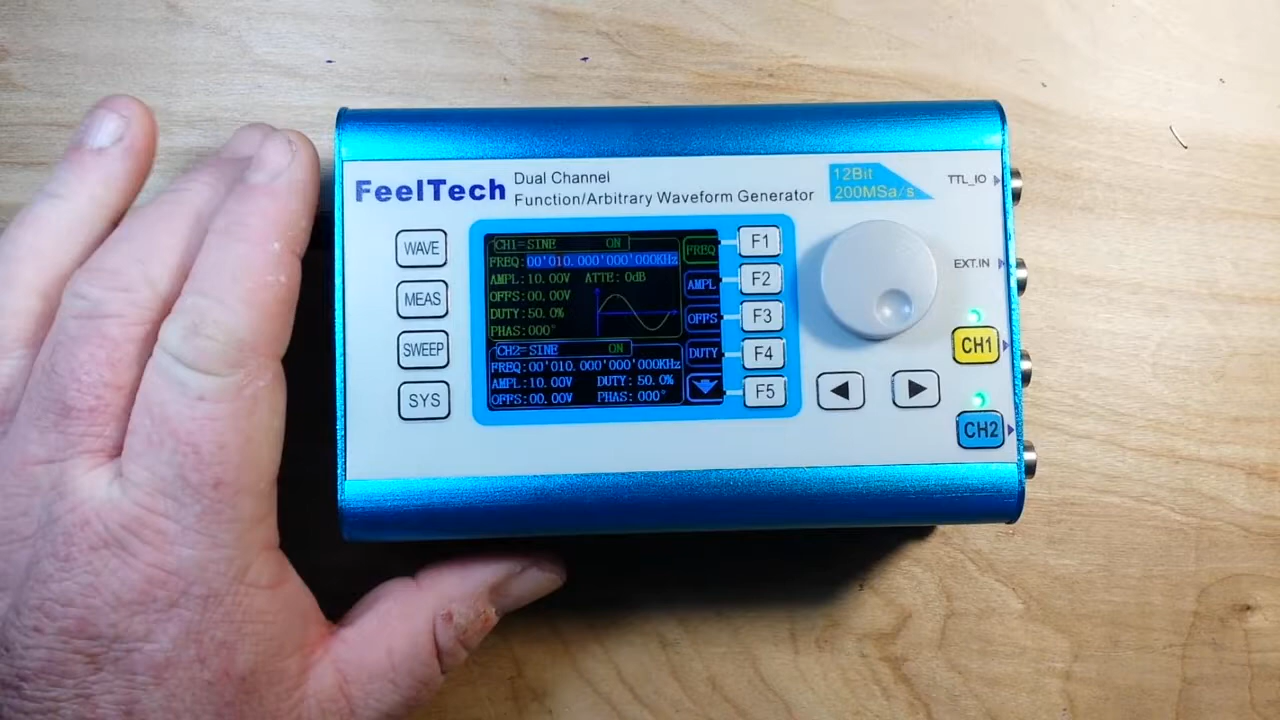 FeelTech
Dual Channel
Function/Arbitrary Waveform Generator
12Bit
200MSa/s
TTL_IO
EXT.IN
WAVE
MEAS
SWEEP
SYS
CH1=SINE ON
FREQ:00'010.000'000'000KHz
AMPL:10.00V ATTE: 0dB
OFFS:00.00V
DUTY:50.0%
PHAS:000°
CH2=SINE ON
FREQ:00'010.000'000'000KHz
AMPL:10.00V DUTY:50.0%
OFFS:00.00V PHAS:000°
FREQ
AMPL
OFFS
DUTY
F1
F2
F3
F4
F5
CH1
CH2